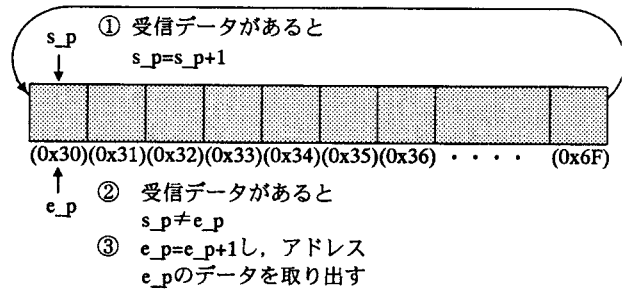 ① 受信データがあると
s_p
s_p=s_p+1
(0x30)(0x31)(0x32)(0x33)(0x34)(0x35)(0x36) ・・・・ (0x6F)
e_p
② 受信データがあると
s_p≠e_p
③ e_p=e_p+1し，アドレス
e_pのデータを取り出す